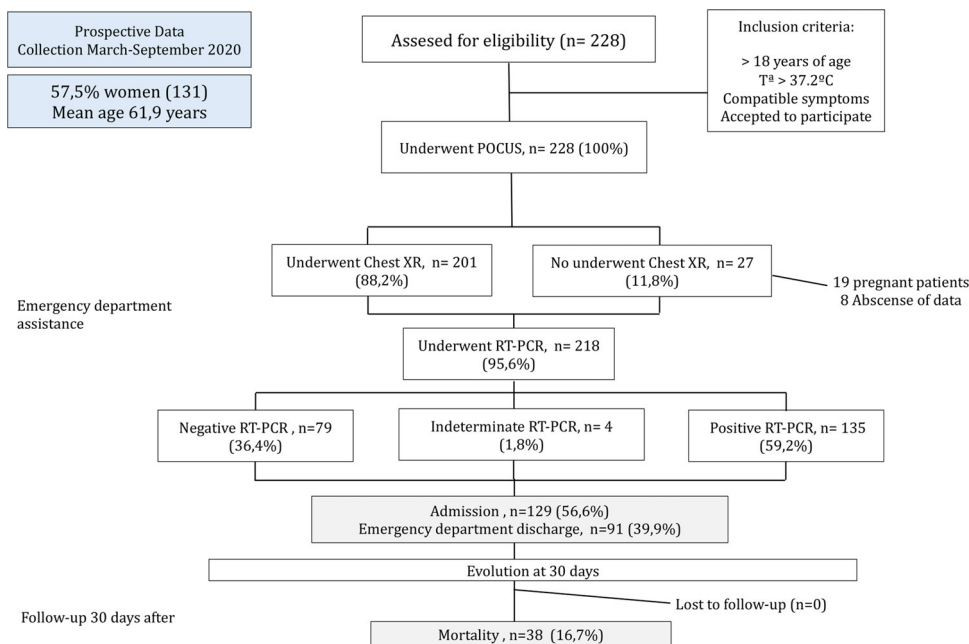 Prospective Data
Collection March-September 2020
57,5% women (131)
Mean age 61,9 years
Assesed for eligibility (n= 228)
Inclusion criteria:
> 18 years of age
Tª > 37.2ºC
Compatible symptoms
Accepted to participate
Underwent POCUS, n= 228 (100%)
Underwent Chest XR, n= 201
(88,2%)
No underwent Chest XR, n= 27
(11,8%)
19 pregnant patients
8 Abscense of data
Emergency department
assistance
Underwent RT-PCR, n= 218
(95,6%)
Negative RT-PCR , n=79
(36,4%)
Indeterminate RT-PCR, n= 4
(1,8%)
Positive RT-PCR, n= 135
(59,2%)
Admission , n=129 (56,6%)
Emergency department discharge, n=91 (39,9%)
Evolution at 30 days
Lost to follow-up (n=0)
Follow-up 30 days after
Mortality , n=38 (16,7%)